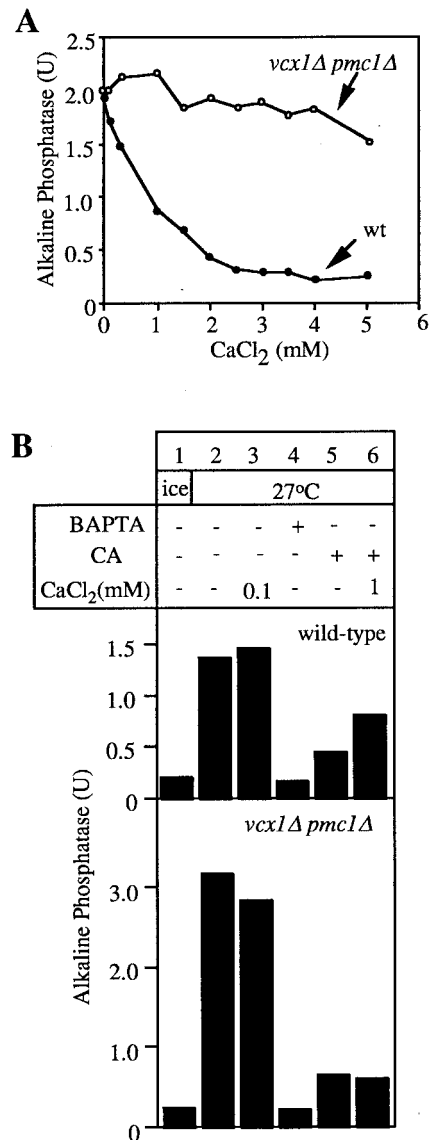 A
vcx1Δ pmc1Δ
2.5
2.0
1.5
1.0
0.5
0
Alkaline Phosphatase (U)
wt
0 1 2 3 4 5 6
CaCl2 (mM)
B
1 2 3 4 5 6
ice 27°C
BAPTA - - - + - -
CA - - - - + +
CaCl2(mM) - - 0.1 - - 1
wild-type
1.5
1.0
0.5
0
Alkaline Phosphatase (U)
vcx1Δ pmc1Δ
3.0
2.0
1.0
0